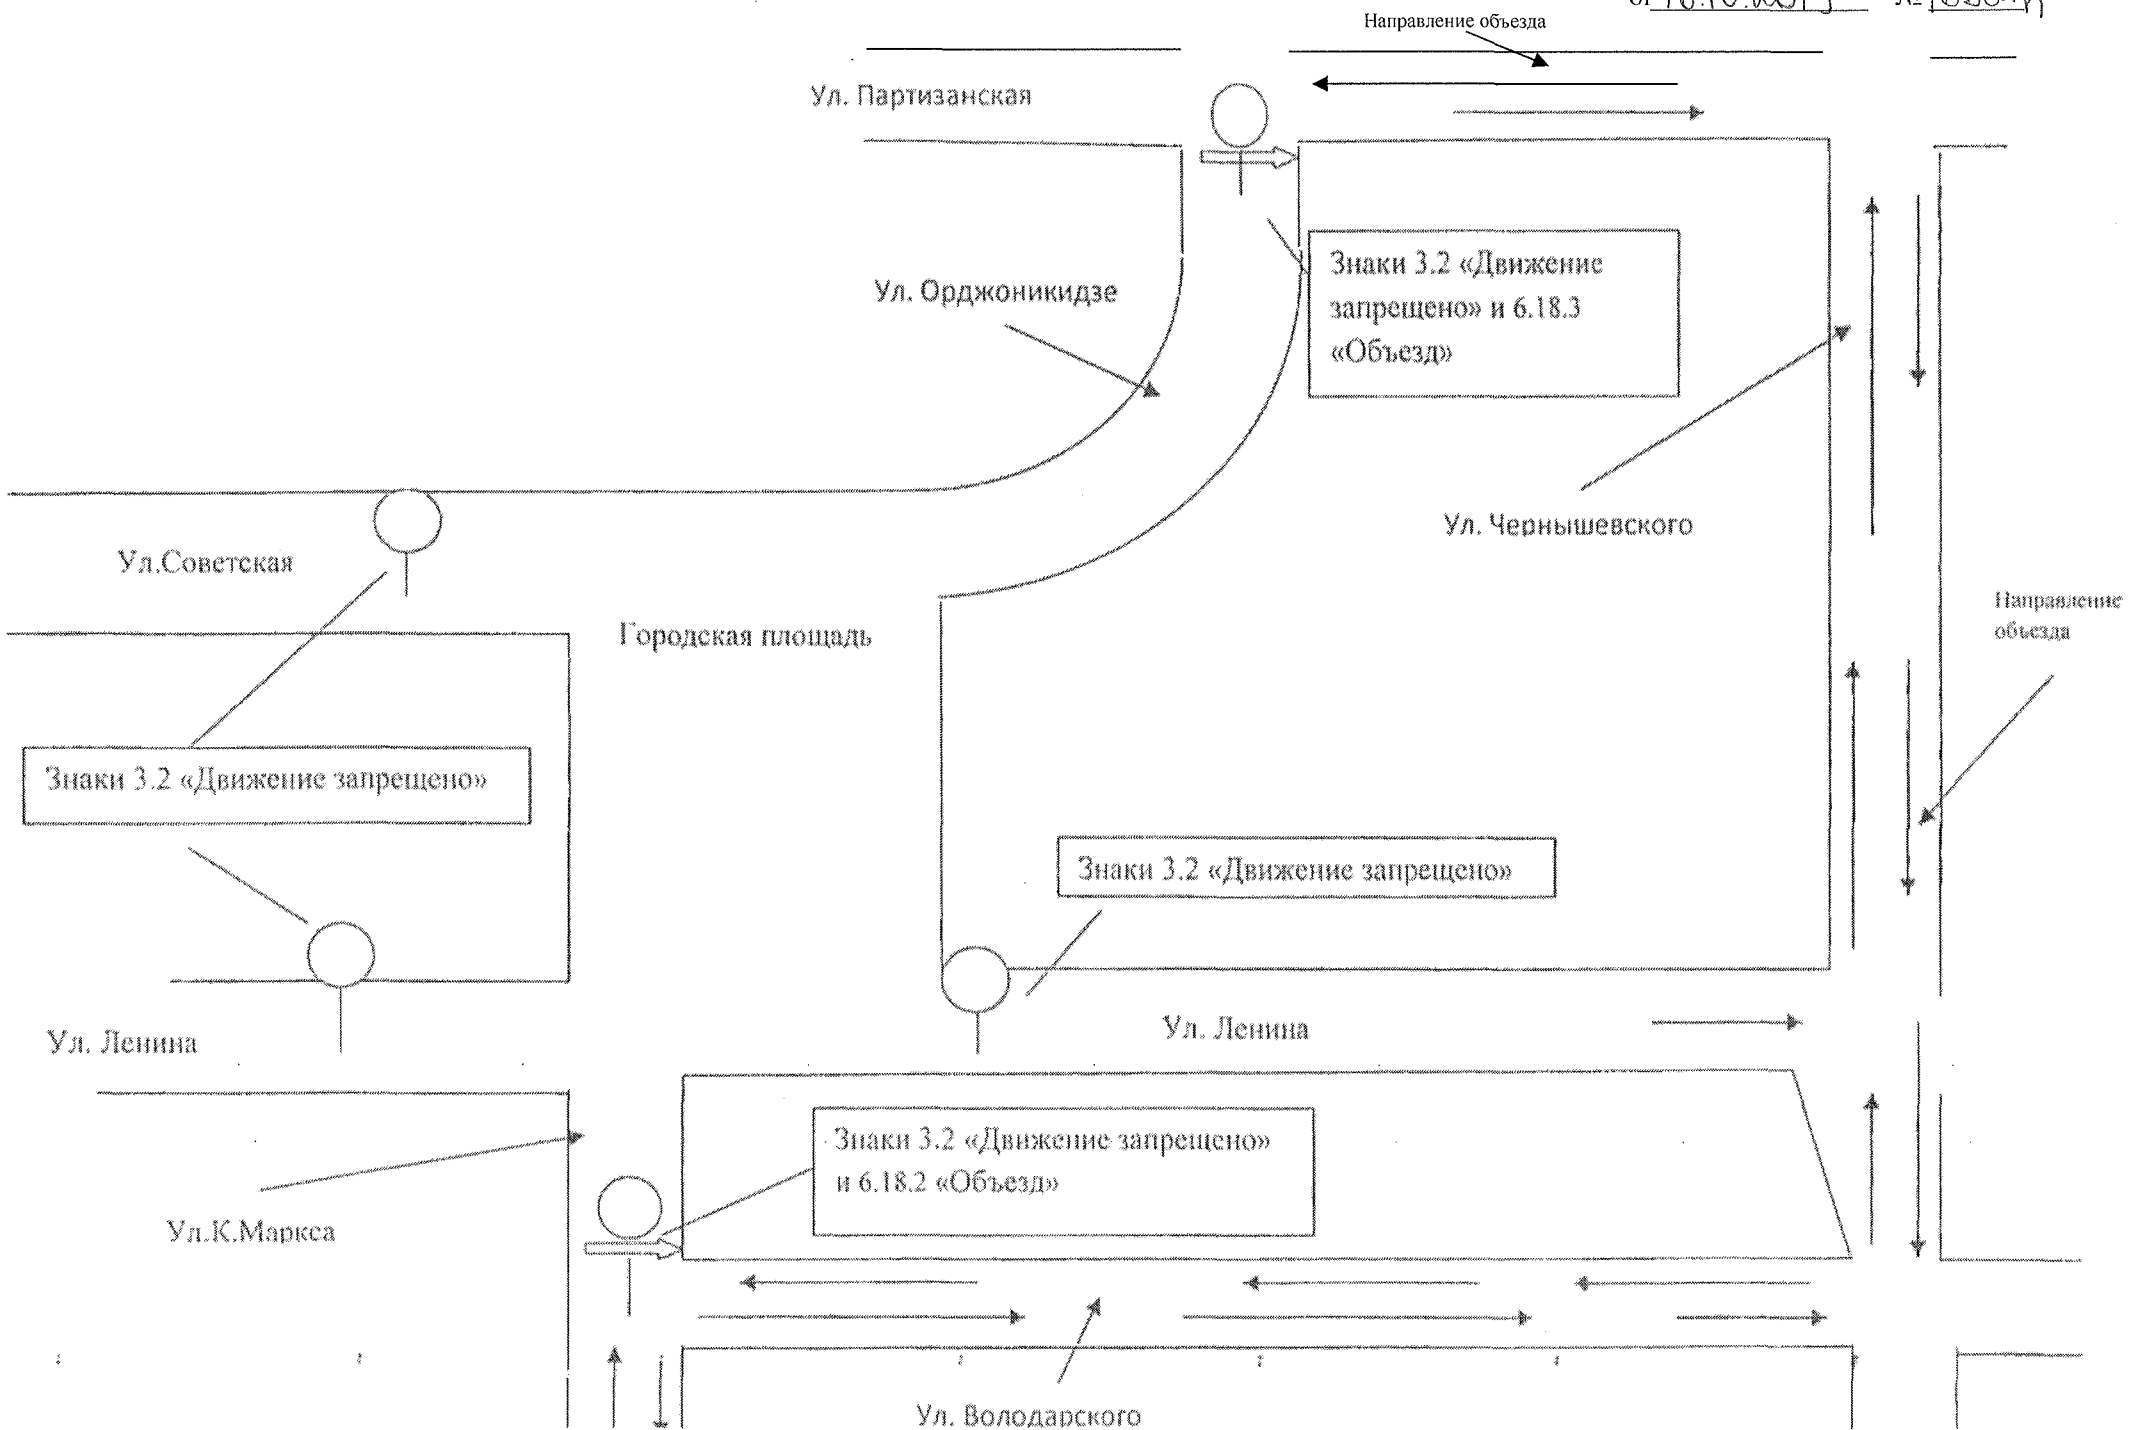 от №
Направление объезда
Ул. Партизанская
Знаки 3.2 «Движение
запрещено» и 6.18.3
«Объезд»
Ул. Орджоникидзе
Ул. Чернышевского
Ул.Советская
Направление
объезда
Городская площадь
Знаки 3.2 «Движение запрещено»
Знаки 3.2 «Движение запрещено»
Ул. Ленина
Ул. Ленина
Знаки 3.2 «Движение запрещено»
и 6.18.2 «Объезд»
Ул.К.Маркса
Ул. Володарского